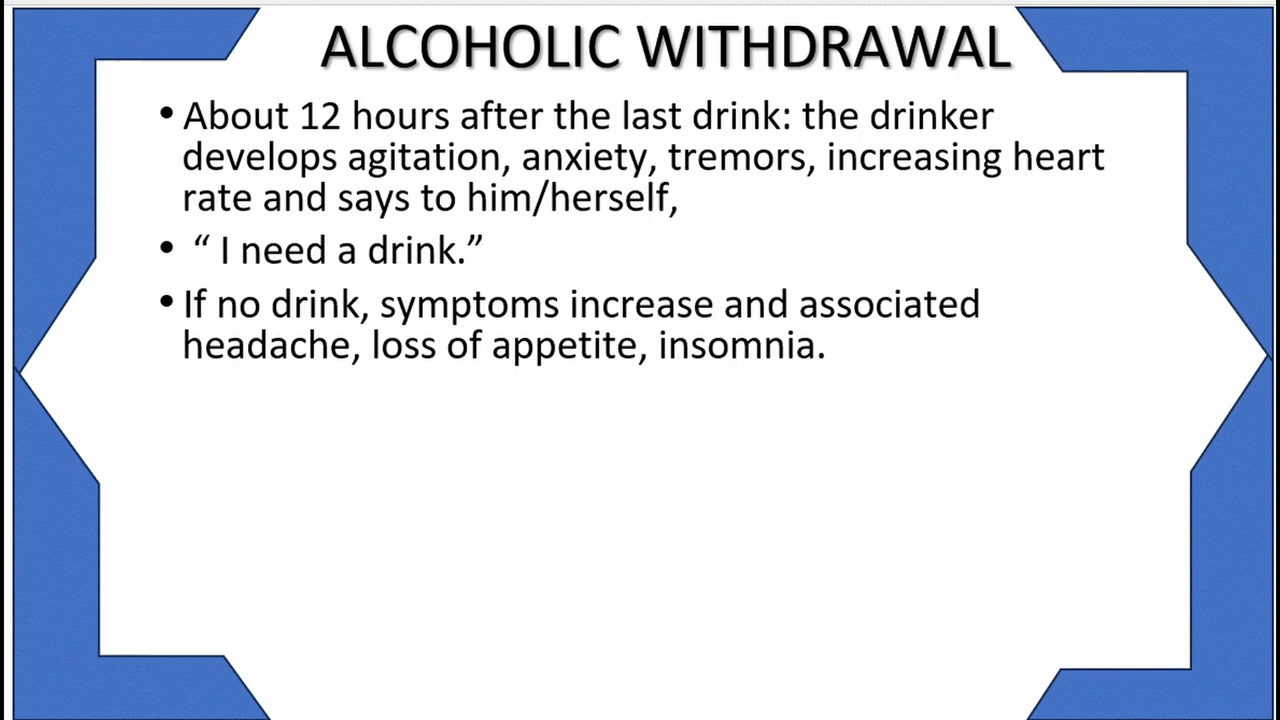 ALCOHOLIC WITHDRAWAL
• About 12 hours after the last drink: the drinker
develops agitation, anxiety, tremors, increasing heart
rate and says to him/herself,
• “ I need a drink.”
• If no drink, symptoms increase and associated
headache, loss of appetite, insomnia.